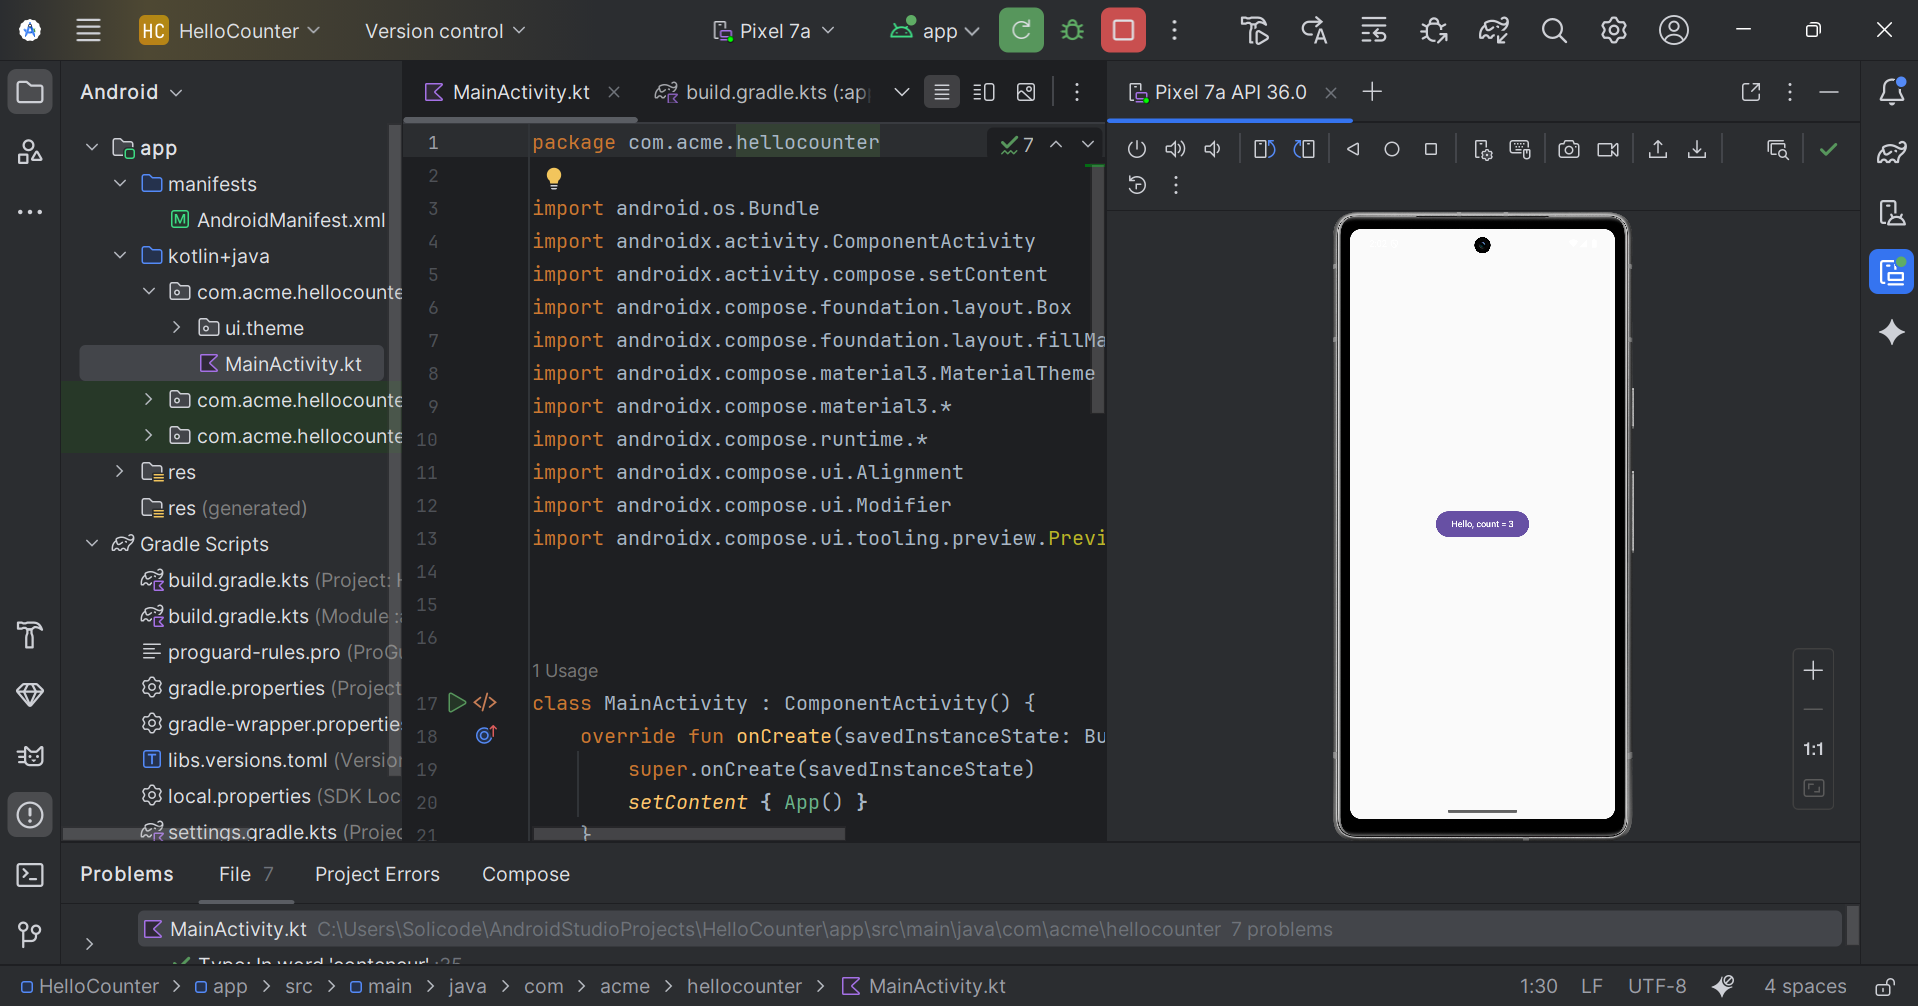 HC HelloCounter Version control Pixel 7a app
Android
app
manifests
AndroidManifest.xml
kotlin+java
com.acme.hellocounte
ui.theme
MainActivity.kt
com.acme.hellocounte
com.acme.hellocounte
res
res (generated)
Gradle Scripts
build.gradle.kts (Project: H
build.gradle.kts (Module :a
proguard-rules.pro (ProGu
gradle.properties (Project
gradle-wrapper.propertie
libs.versions.toml (Versio
local.properties (SDK Loc
settings.gradle.kts (Projec
MainActivity.kt build.gradle.kts (:app
7
1 package com.acme.hellocounter
2
3 import android.os.Bundle
4 import androidx.activity.ComponentActivity
5 import androidx.activity.compose.setContent
6 import androidx.compose.foundation.layout.Box
7 import androidx.compose.foundation.layout.fillMa
8 import androidx.compose.material3.MaterialTheme
9 import androidx.compose.material3.*
10 import androidx.compose.runtime.*
11 import androidx.compose.ui.Alignment
12 import androidx.compose.ui.Modifier
13 import androidx.compose.ui.tooling.preview.Previ
14
15
16
1 Usage
17 class MainActivity : ComponentActivity() {
18 override fun onCreate(savedInstanceState: Bu
19 super.onCreate(savedInstanceState)
20 setContent { App() }
21 }
Pixel 7a API 36.0
Hello, count = 3
1:1
Problems File 7 Project Errors Compose
MainActivity.kt C:\Users\Solicode\AndroidStudioProjects\HelloCounter\app\src\main\java\com\acme\hellocounter 7 problems
Typo: In word 'conteneur' :35
HelloCounter > app > src > main > java > com > acme > hellocounter > MainActivity.kt
1:30 LF UTF-8 4 spaces